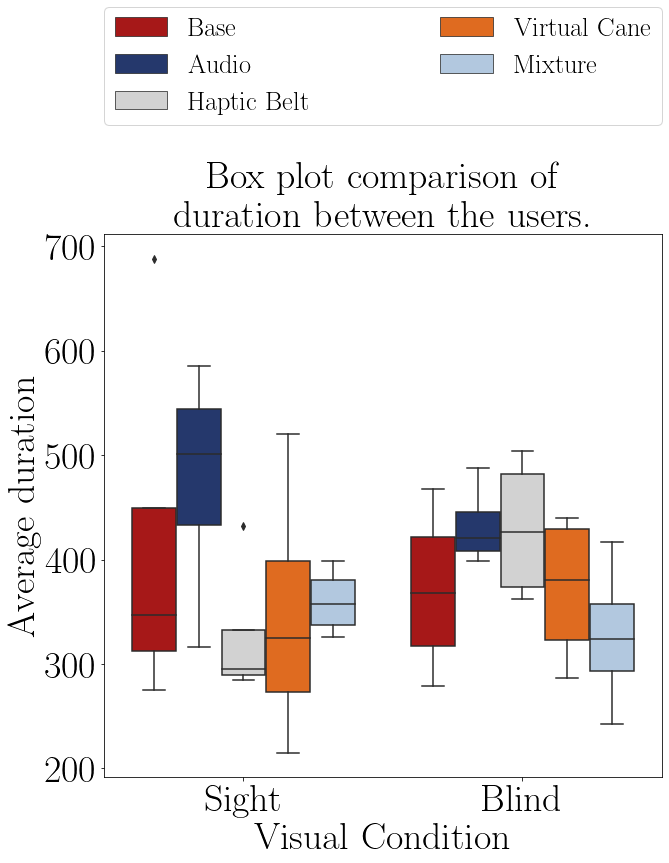 Base
Audio
Haptic Belt
Virtual Cane
Mixture
Box plot comparison of
duration between the users.
700
600
500
400
300
200
Average duration
Sight
Blind
Visual Condition